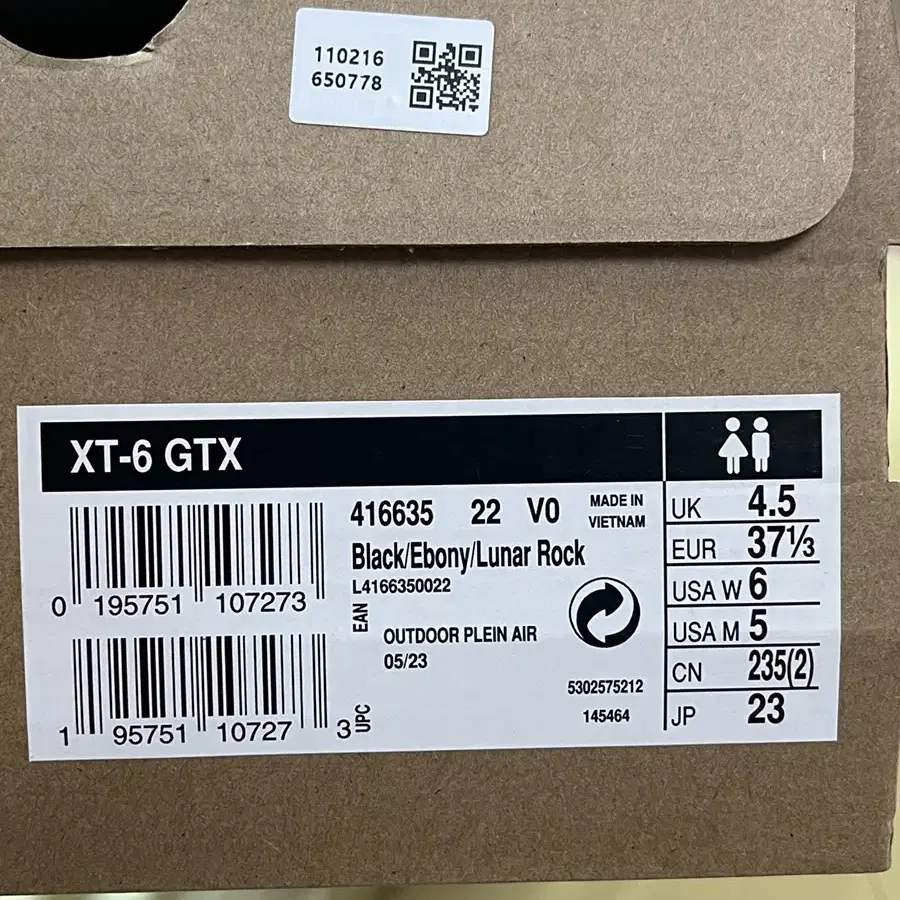 110216
650778
XT-6 GTX
416635 22 V0
MADE IN
VIETNAM
Black/Ebony/Lunar Rock
L4166350022
0 195751 107273
EAN
OUTDOOR PLEIN AIR
05/23
5302575212
145464
1 95751 10727 3
UPC
UK 4.5
EUR 37⅓
USA W 6
USA M 5
CN 235(2)
JP 23